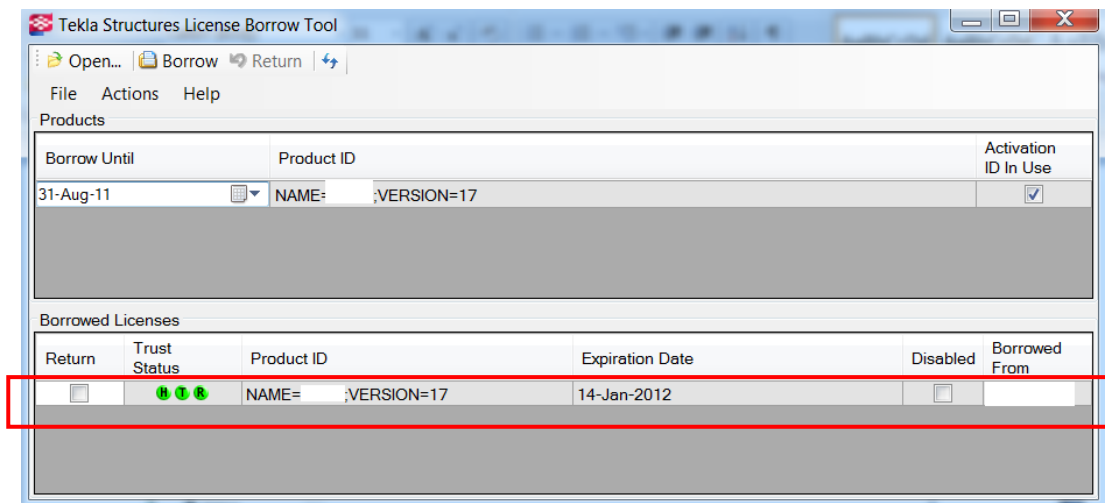 Tekla Structures License Borrow Tool
Open... Borrow Return
File Actions Help
Products
Borrow Until Product ID Activation ID In Use
31-Aug-11 NAME= ;VERSION=17
Borrowed Licenses
Return Trust Status Product ID Expiration Date Disabled Borrowed From
H T R NAME= ;VERSION=17 14-Jan-2012